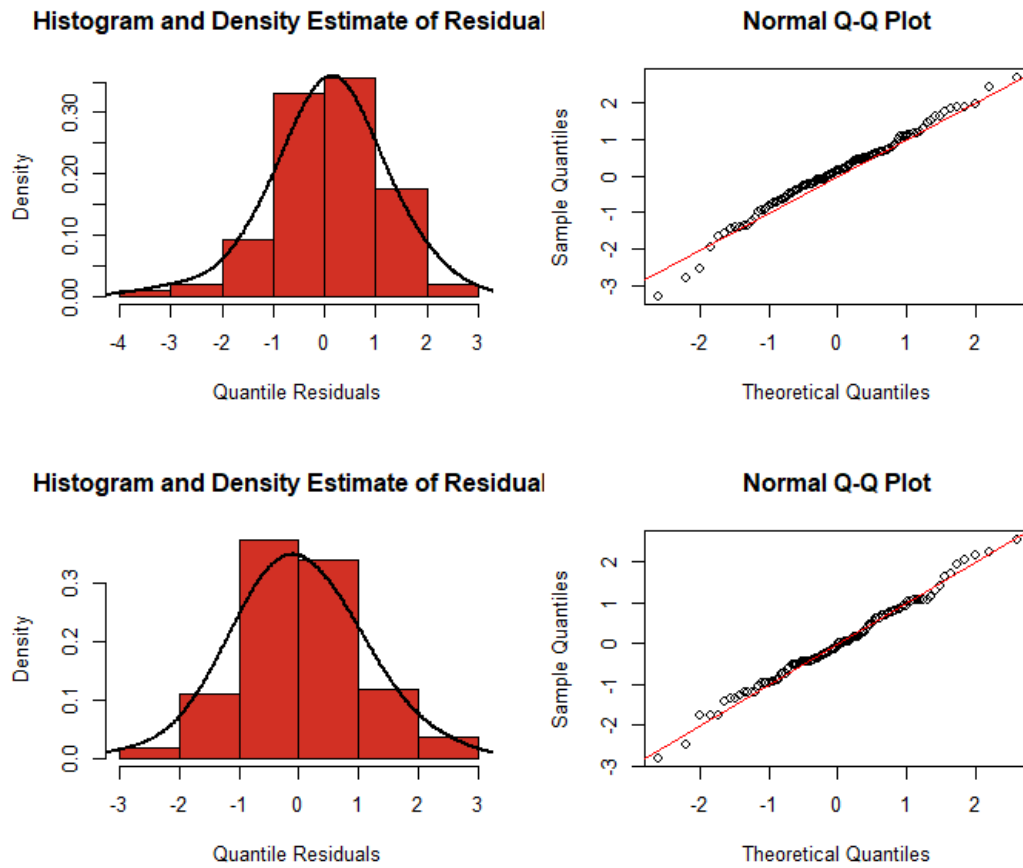 Histogram and Density Estimate of Residual
Density
0.00
0.10
0.20
0.30
-4 -3 -2 -1 0 1 2 3
Quantile Residuals
Normal Q-Q Plot
Sample Quantiles
2
1
0
-1
-2
-3
-2 -1 0 1 2
Theoretical Quantiles
Histogram and Density Estimate of Residual
Density
0.0
0.1
0.2
0.3
-3 -2 -1 0 1 2 3
Quantile Residuals
Normal Q-Q Plot
Sample Quantiles
2
1
0
-1
-2
-3
-2 -1 0 1 2
Theoretical Quantiles